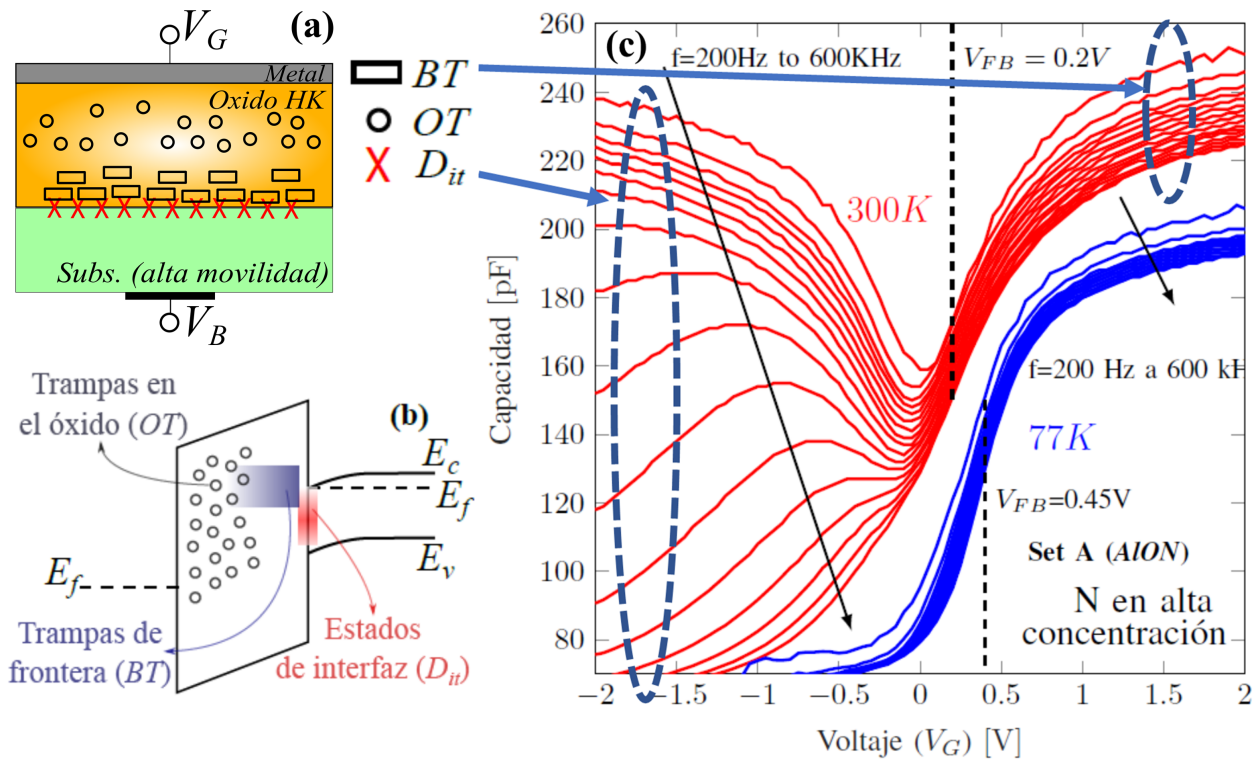 (a)
V_G
Metal
Oxido HK
Subs. (alta movilidad)
V_B
BT
OT
X D_it
(b)
Trampas en
el óxido (OT)
E_c
E_f
E_v
E_f
Trampas de
frontera (BT)
Estados
de interfaz (D_it)
(c)
f=200Hz to 600KHz
V_FB = 0.2V
300K
f=200 Hz a 600 kH
77K
V_FB=0.45V
Set A (AlON)
N en alta
concentración
Capacidad [pF]
260
240
220
200
180
160
140
120
100
80
−2 −1.5 −1 −0.5 0 0.5 1 1.5 2
Voltaje (V_G) [V]